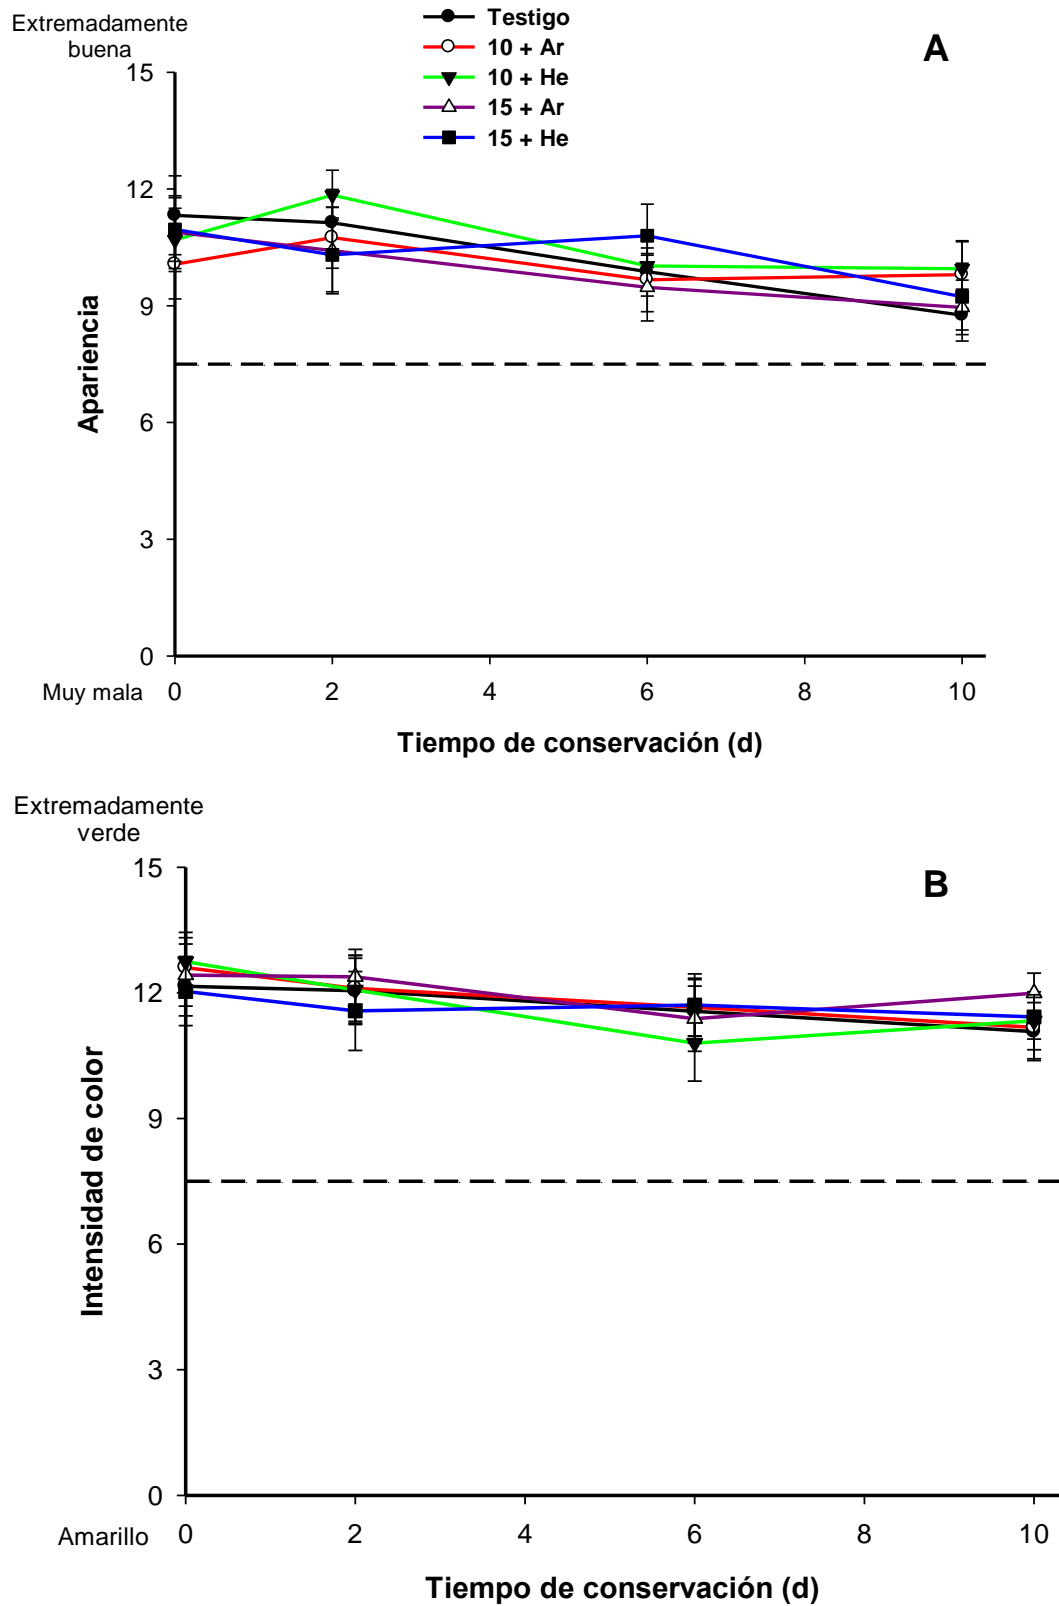 Extremadamente
buena
Testigo
10 + Ar
10 + He
15 + Ar
15 + He
A
15
12
9
6
3
0
Apariencia
Muy mala
0 2 4 6 8 10
Tiempo de conservación (d)
Extremadamente
verde
B
15
12
9
6
3
0
Intensidad de color
Amarillo
0 2 4 6 8 10
Tiempo de conservación (d)